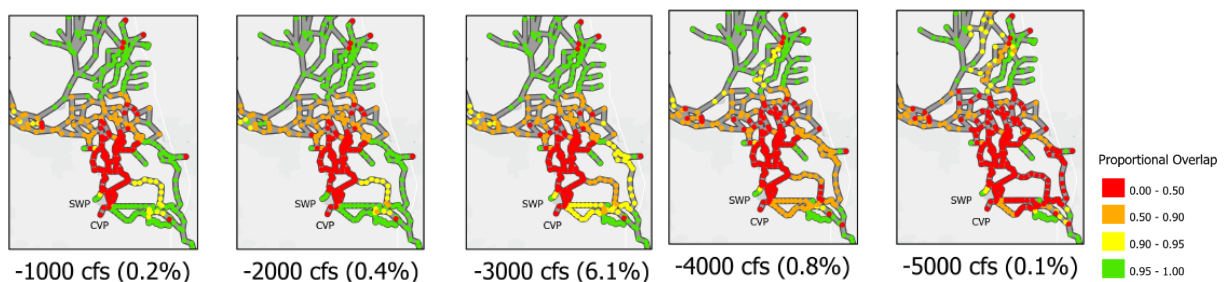 SWP
CVP
-1000 cfs (0.2%)
SWP
CVP
-2000 cfs (0.4%)
SWP
CVP
-3000 cfs (6.1%)
SWP
CVP
-4000 cfs (0.8%)
SWP
CVP
-5000 cfs (0.1%)
Proportional Overlap
0.00 - 0.50
0.50 - 0.90
0.90 - 0.95
0.95 - 1.00